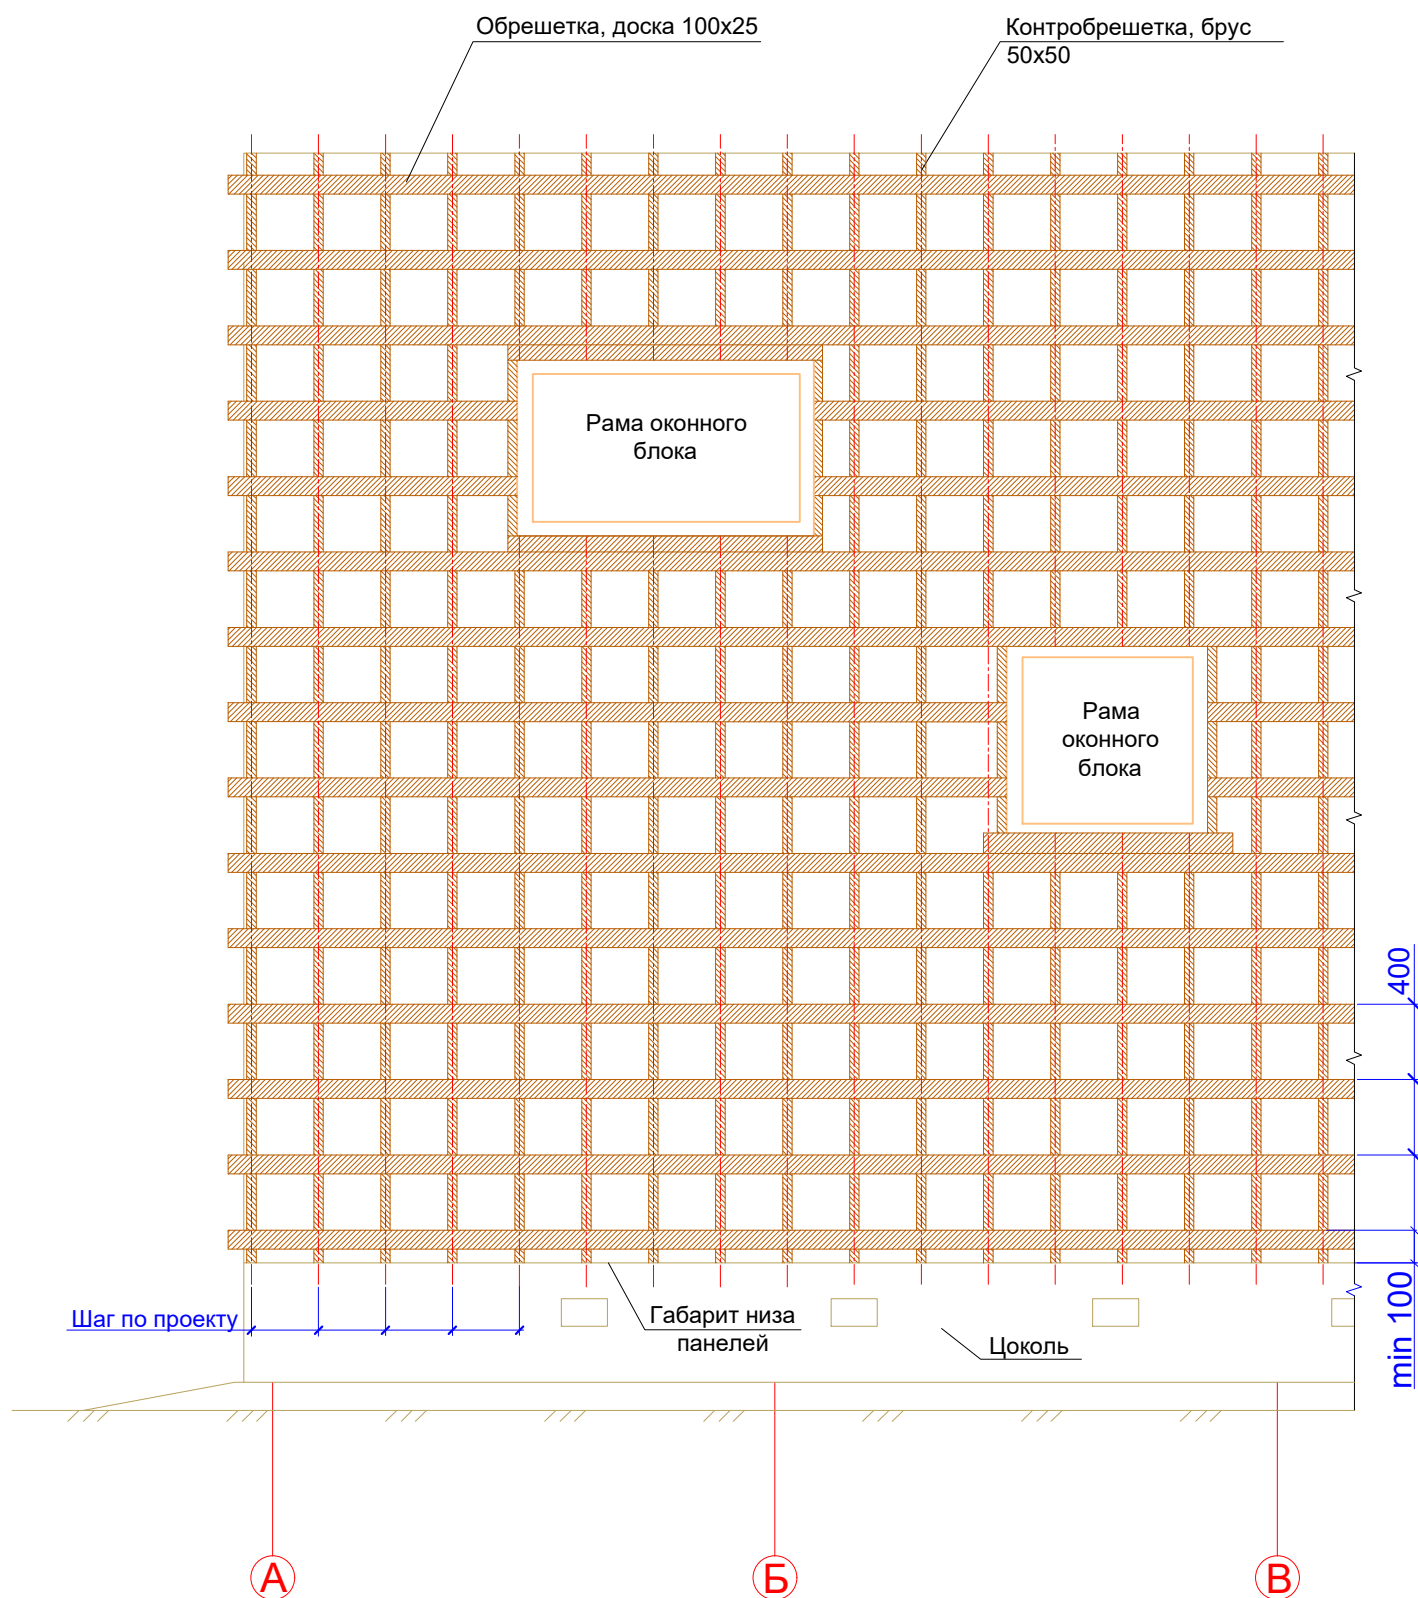 Обрешетка, доска 100х25
Контробрешетка, брус
50х50
Рама оконного
блока
Рама
оконного
блока
400
min 100
Шаг по проекту
Габарит низа
панелей
Цоколь
А
Б
В